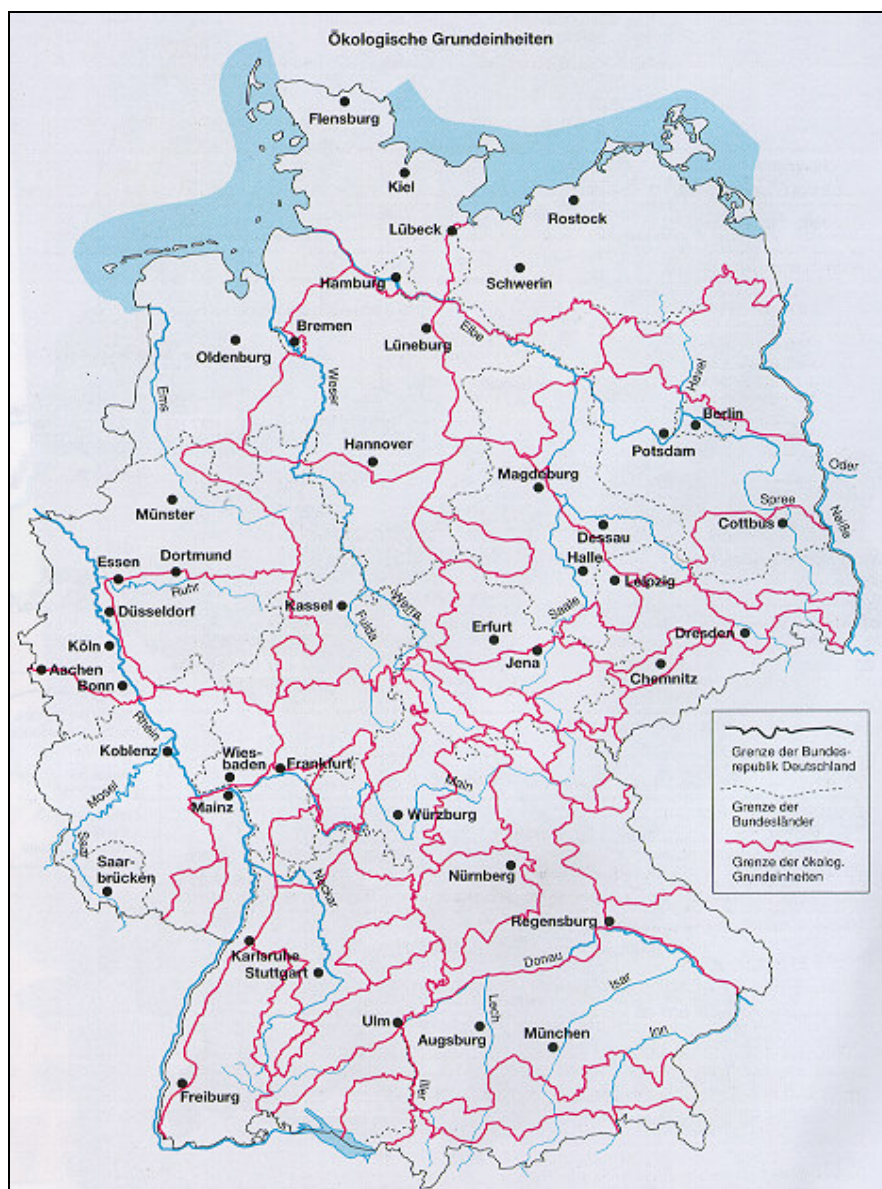 Ökologische Grundeinheiten
Flensburg
Kiel
Rostock
Lübeck
Hamburg
Schwerin
Bremen
Oldenburg
Lüneburg
Elbe
Ems
Weser
Havel
Berlin
Potsdam
Hannover
Magdeburg
Oder
Spree
Neiße
Münster
Dessau
Cottbus
Essen
Dortmund
Halle
Ruhr
Leipzig
Düsseldorf
Kassel
Werra
Fulda
Saale
Erfurt
Dresden
Köln
Jena
Aachen
Chemnitz
Bonn
Rhein
Koblenz
Wies-
baden
Frankfurt
Mosel
Main
Mainz
Würzburg
Saar
Saar-
brücken
Nürnberg
Neckar
Regensburg
Karlsruhe
Stuttgart
Donau
Isar
Lech
Ulm
Augsburg
München
Inn
Iller
Freiburg
Grenze der Bundes-
republik Deutschland
Grenze der
Bundesländer
Grenze der ökolog.
Grundeinheiten